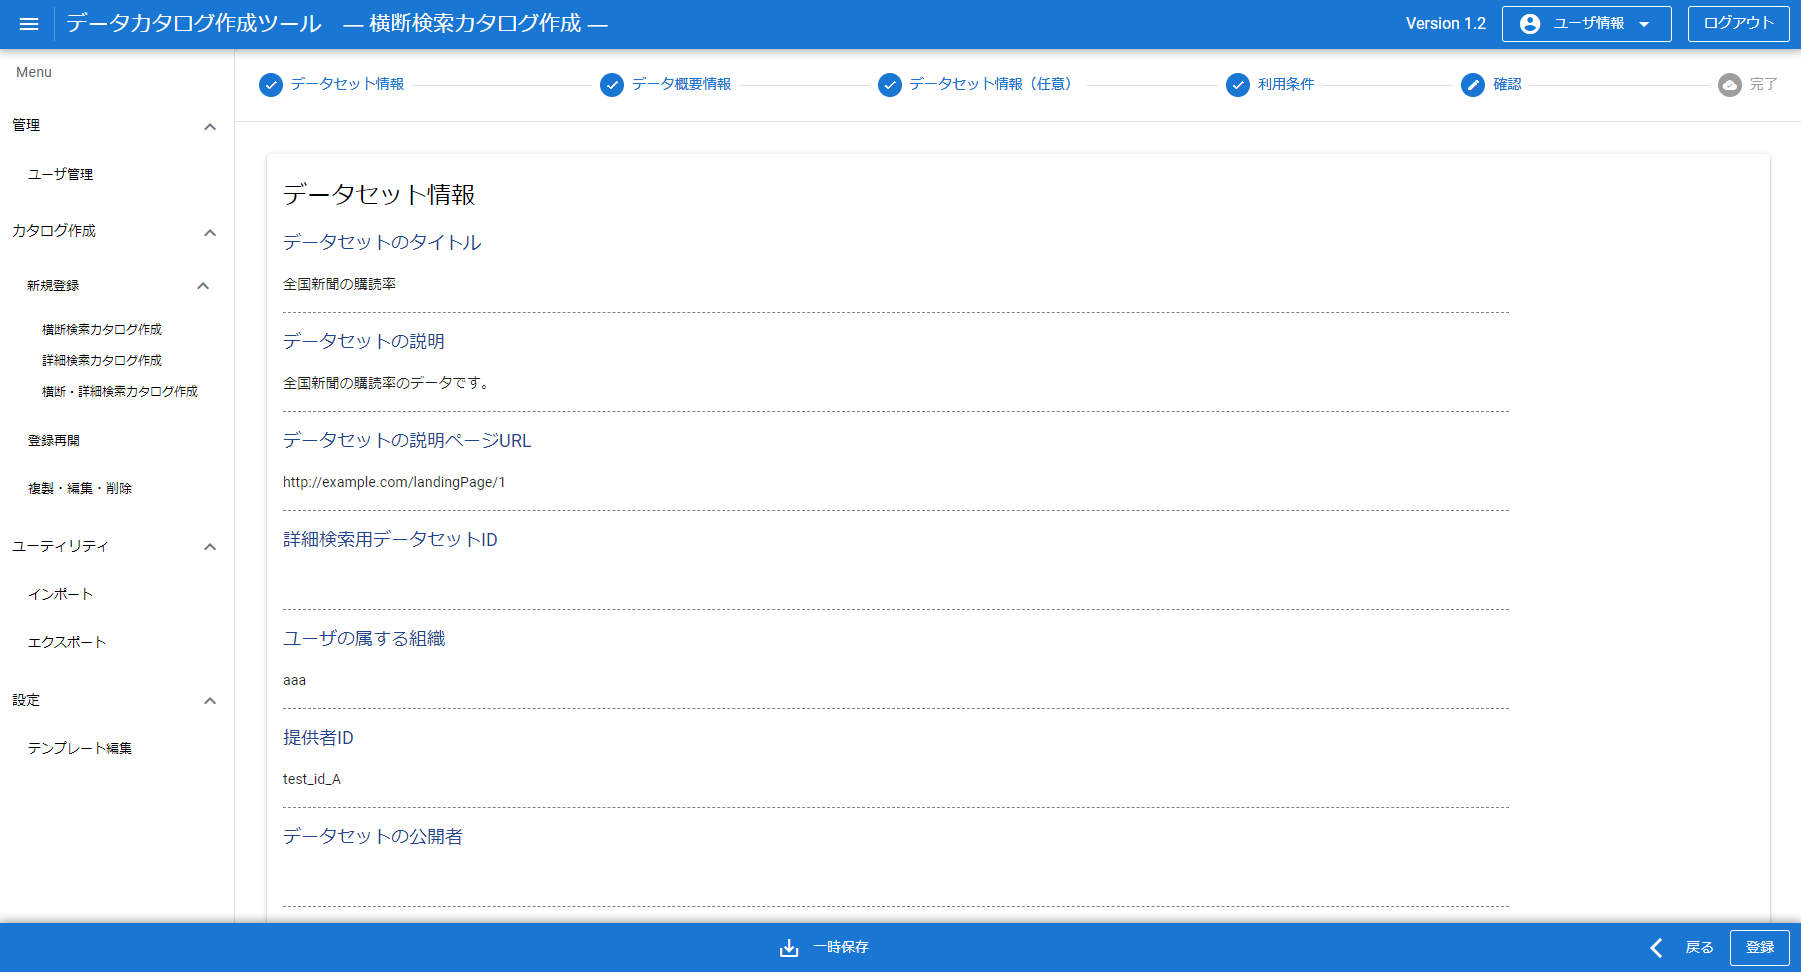 データカタログ作成ツール ― 横断検索カタログ作成 ―
Version 1.2
ユーザ情報
ログアウト
Menu
管理
ユーザ管理
カタログ作成
新規登録
横断検索カタログ作成
詳細検索カタログ作成
横断・詳細検索カタログ作成
登録再開
複製・編集・削除
ユーティリティ
インポート
エクスポート
設定
テンプレート編集
データセット情報
データ概要情報
データセット情報（任意）
利用条件
確認
完了
データセット情報
データセットのタイトル
全国新聞の購読率
データセットの説明
全国新聞の購読率のデータです。
データセットの説明ページURL
http://example.com/landingPage/1
詳細検索用データセットID
ユーザの属する組織
aaa
提供者ID
test_id_A
データセットの公開者
一時保存
戻る
登録